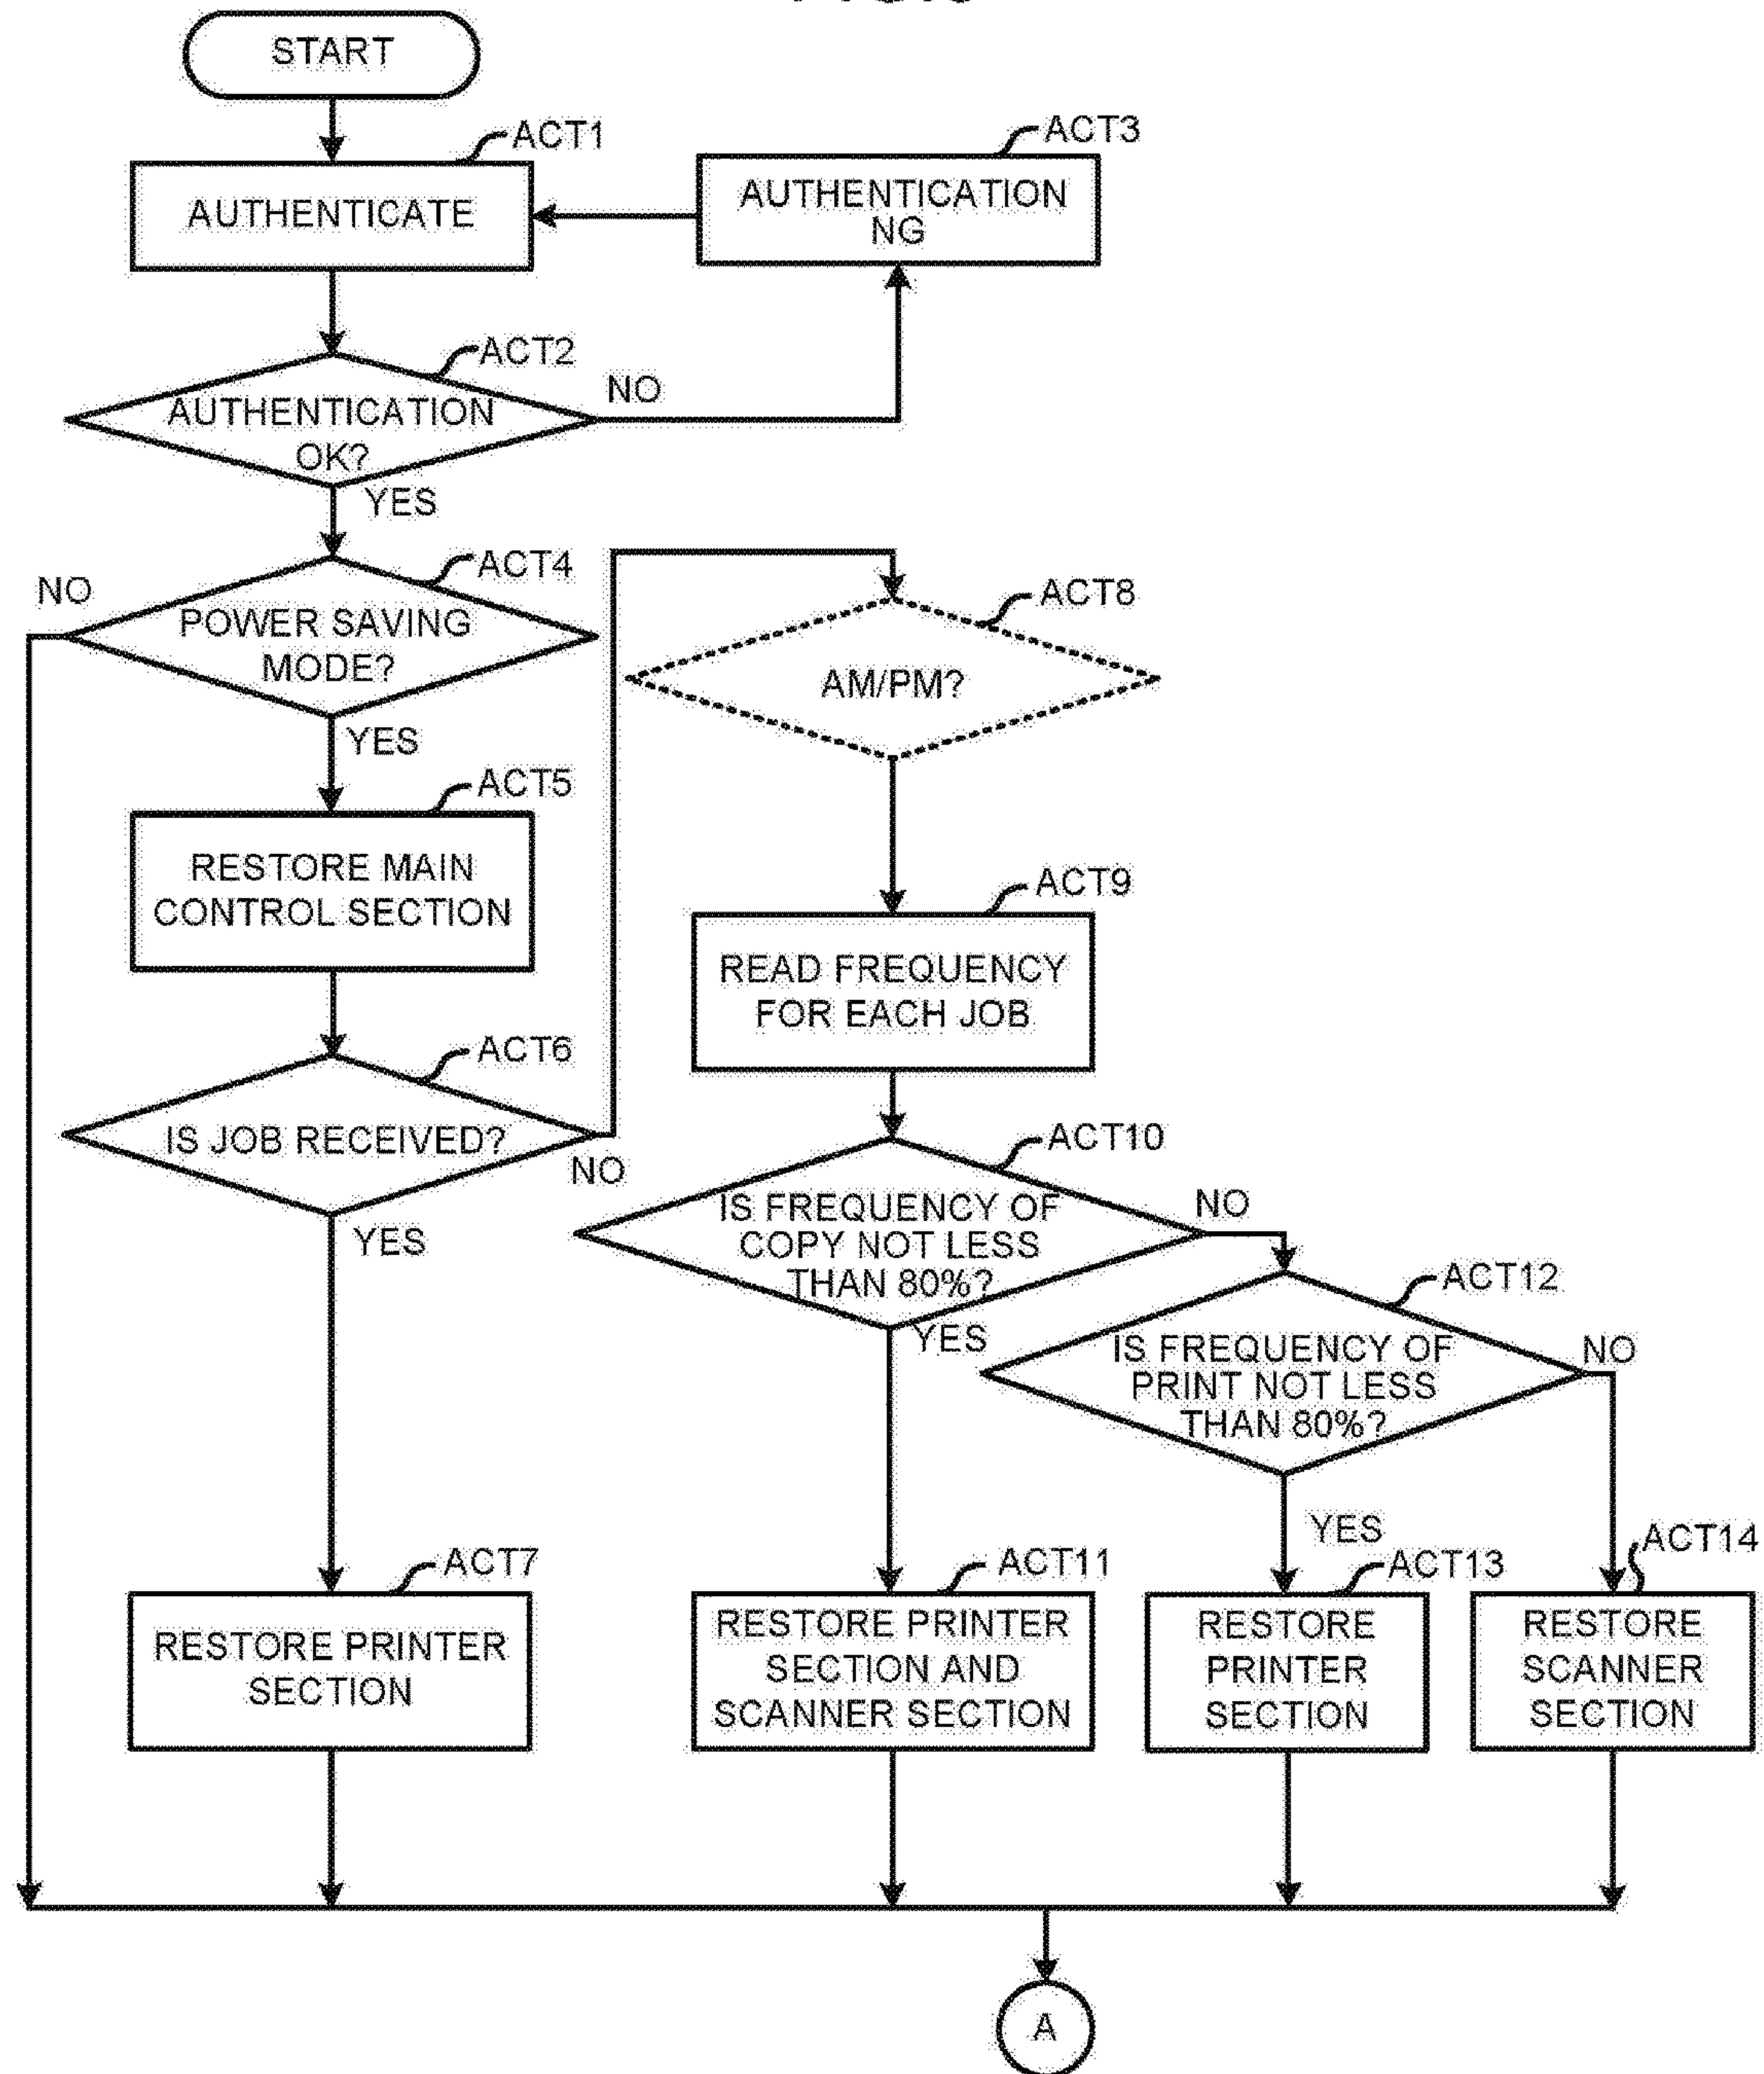 START
ACT1
AUTHENTICATE
ACT3
AUTHENTICATION
NG
ACT2
AUTHENTICATION
OK?
NO
YES
ACT4
NO
POWER SAVING
MODE?
YES
ACT5
RESTORE MAIN
CONTROL SECTION
ACT6
IS JOB RECEIVED?
NO
YES
ACT7
RESTORE PRINTER
SECTION
ACT8
AM/PM?
ACT9
READ FREQUENCY
FOR EACH JOB
ACT10
IS FREQUENCY OF
COPY NOT LESS
THAN 80%?
NO
YES
ACT11
RESTORE PRINTER
SECTION AND
SCANNER SECTION
ACT12
IS FREQUENCY OF
PRINT NOT LESS
THAN 80%?
NO
YES
ACT13
RESTORE
PRINTER
SECTION
ACT14
RESTORE
SCANNER
SECTION
A